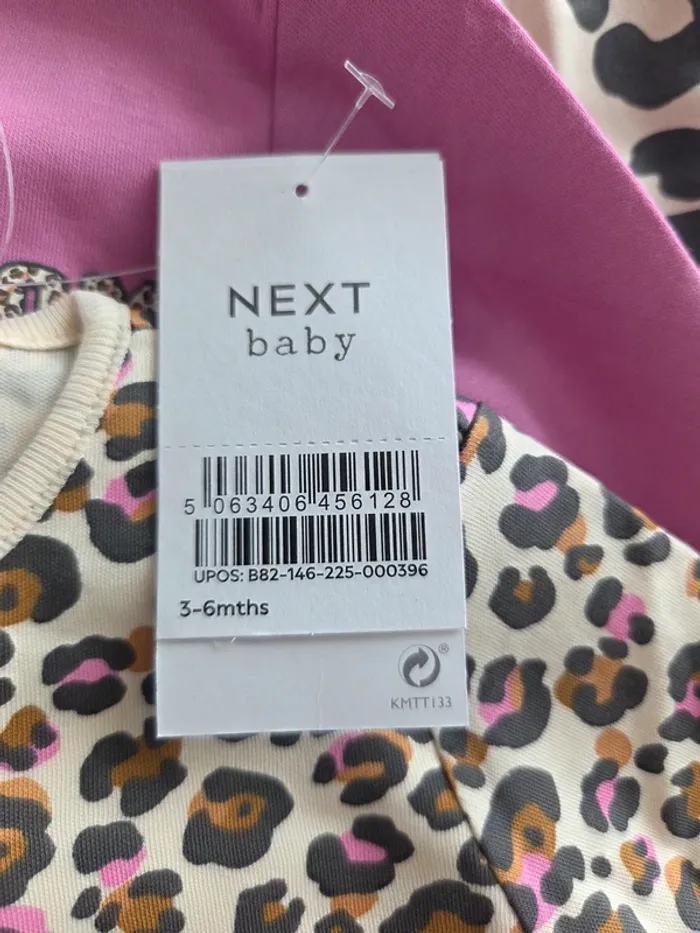 NEXT
baby
5 063406 456128
UPOS: B82-146-225-000396
3-6mths
®
KMTT133